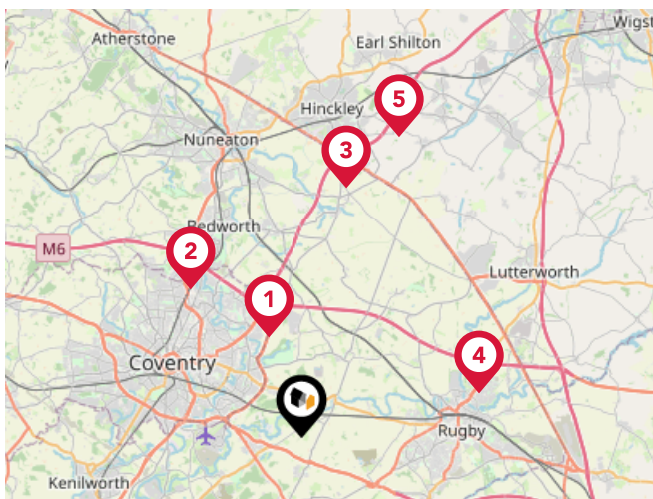 Atherstone
Earl Shilton
Wigst
Hinckley
5
Nuneaton
3
Bedworth
M6
2
Lutterworth
1
4
Coventry
Rugby
Kenilworth